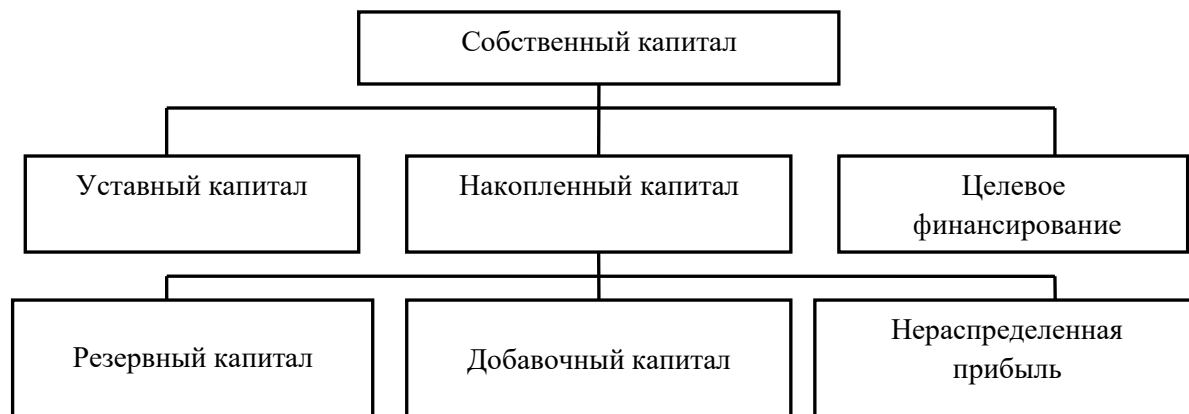 Собственный капитал
Уставный капитал
Накопленный капитал
Целевое
финансирование
Резервный капитал
Добавочный капитал
Нераспределенная
прибыль